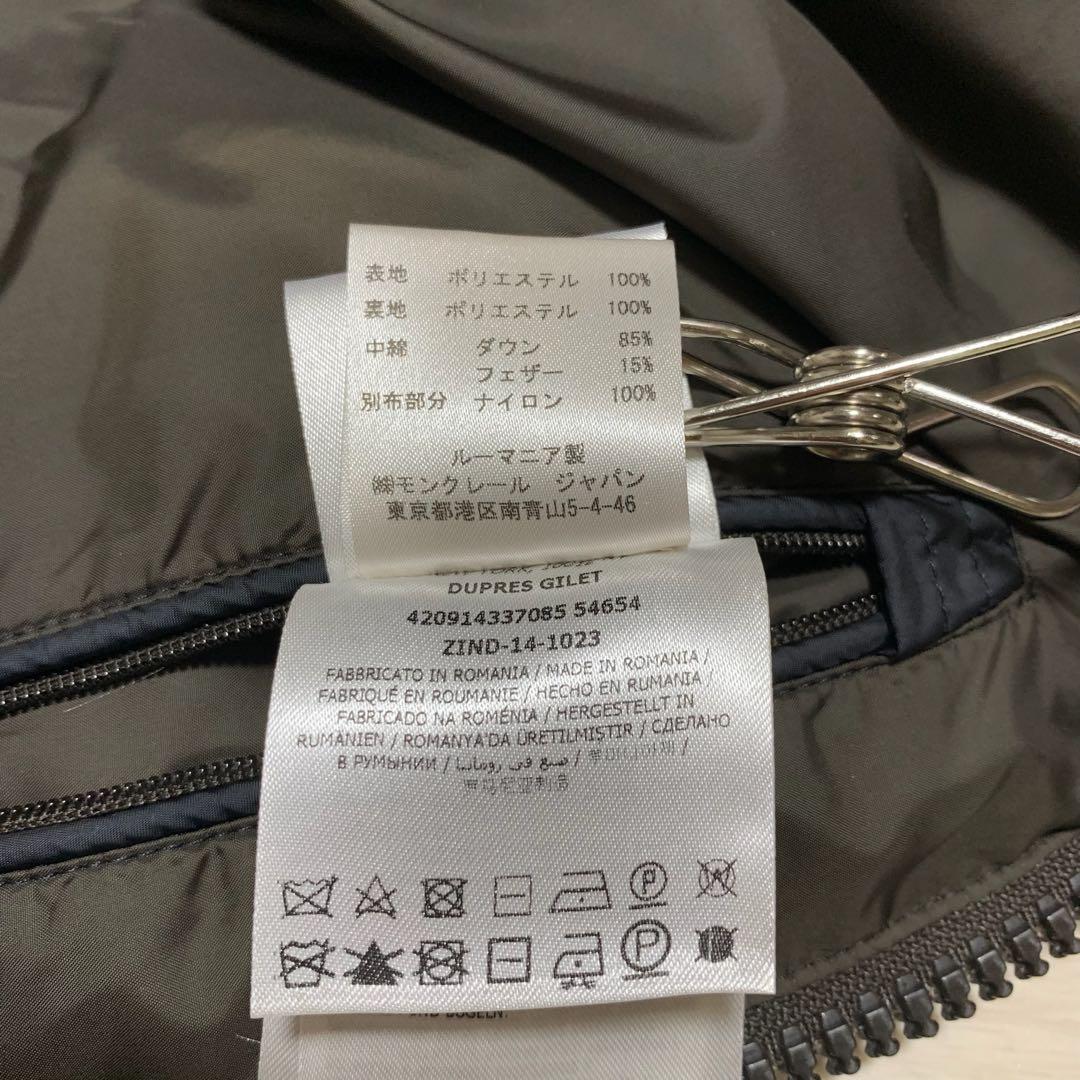 表地 ポリエステル 100%
裏地 ポリエステル 100%
中綿 ダウン 85%
フェザー 15%
別布部分 ナイロン 100%
ルーマニア製
㈱モンクレール ジャパン
東京都港区南青山5-4-46
DUPRES GILET
420914337085 54654
ZIND-14-1023
FABBRICATO IN ROMANIA / MADE IN ROMANIA /
FABRIQUÉ EN ROUMANIE / HECHO EN RUMANIA /
FABRICADO NA ROMÉNIA / HERGESTELLT IN
RUMANIEN / ROMANYA'DA ÜRETILMISTIR / СДЕЛАНО
В РУМЫНИИ / صنع في رومانيا /
P
P
AND BÜGELN.